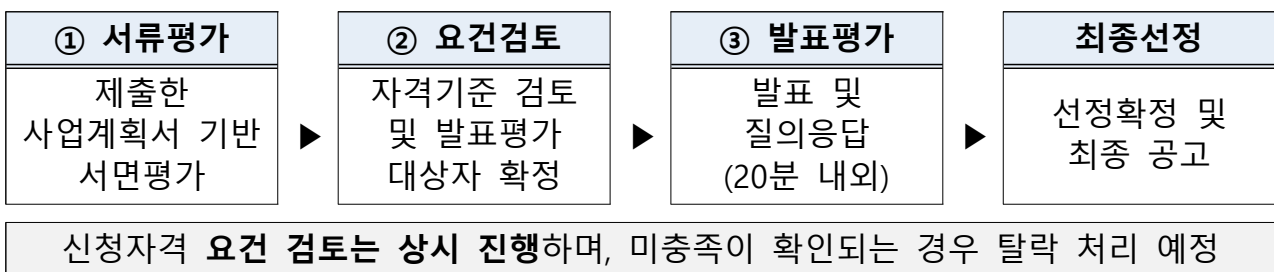 ① 서류평가
제출한
사업계획서 기반
서면평가
▶
② 요건검토
자격기준 검토
및 발표평가
대상자 확정
▶
③ 발표평가
발표 및
질의응답
(20분 내외)
▶
최종선정
선정확정 및
최종 공고
신청자격 요건 검토는 상시 진행하며, 미충족이 확인되는 경우 탈락 처리 예정